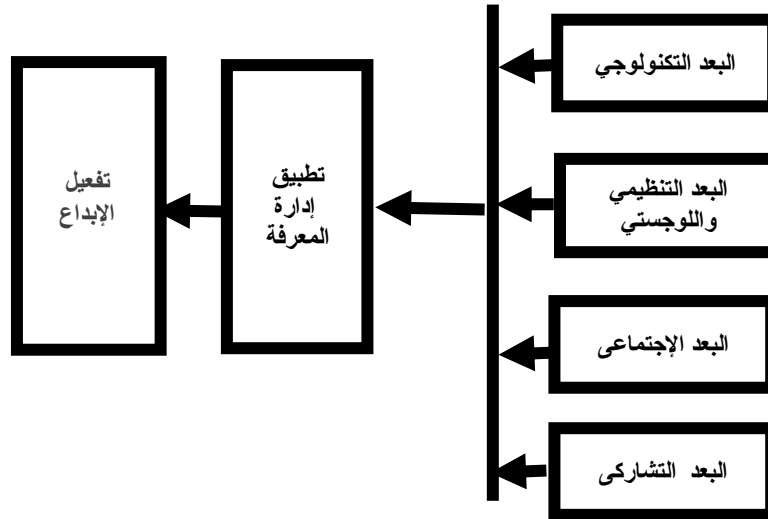 البعد التكنولوجي
البعد التنظيمي
واللوجستي
البعد الإجتماعى
البعد التشاركى
تطبيق
إدارة
المعرفة
تفعيل
الإبداع